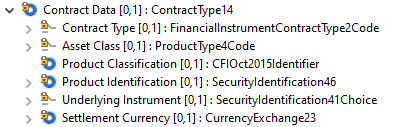 Contract Data [0,1] : ContractType14
Contract Type [0,1] : FinancialInstrumentContractType2Code
Asset Class [0,1] : ProductType4Code
Product Classification [0,1] : CFIOct2015Identifier
Product Identification [0,1] : SecurityIdentification46
Underlying Instrument [0,1] : SecurityIdentification41Choice
Settlement Currency [0,1] : CurrencyExchange23